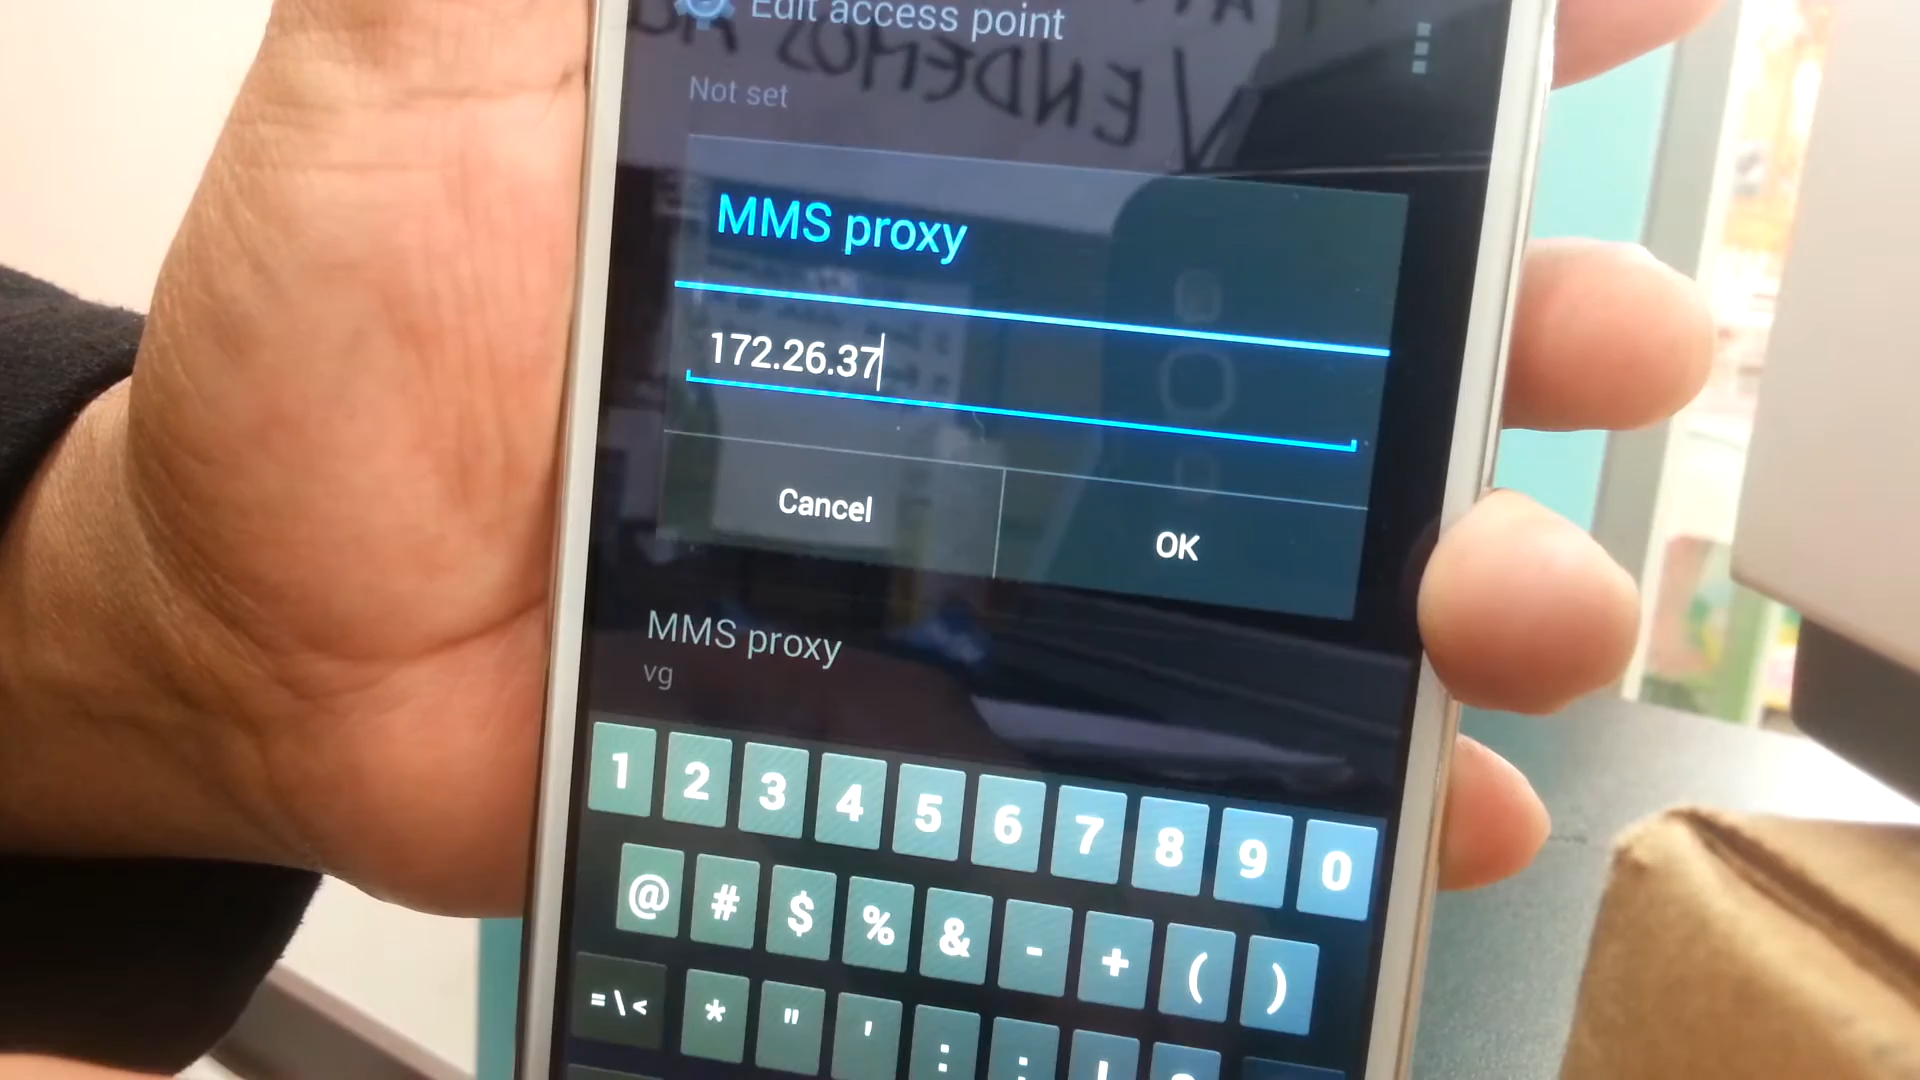 Edit access point
VENDEMOS
Not set
MMS proxy
172.26.37
Cancel
OK
MMS proxy
vg
1 2 3 4 5 6 7 8 9 0
@ # $ % & - + ( )
= \ < * " ' : ;